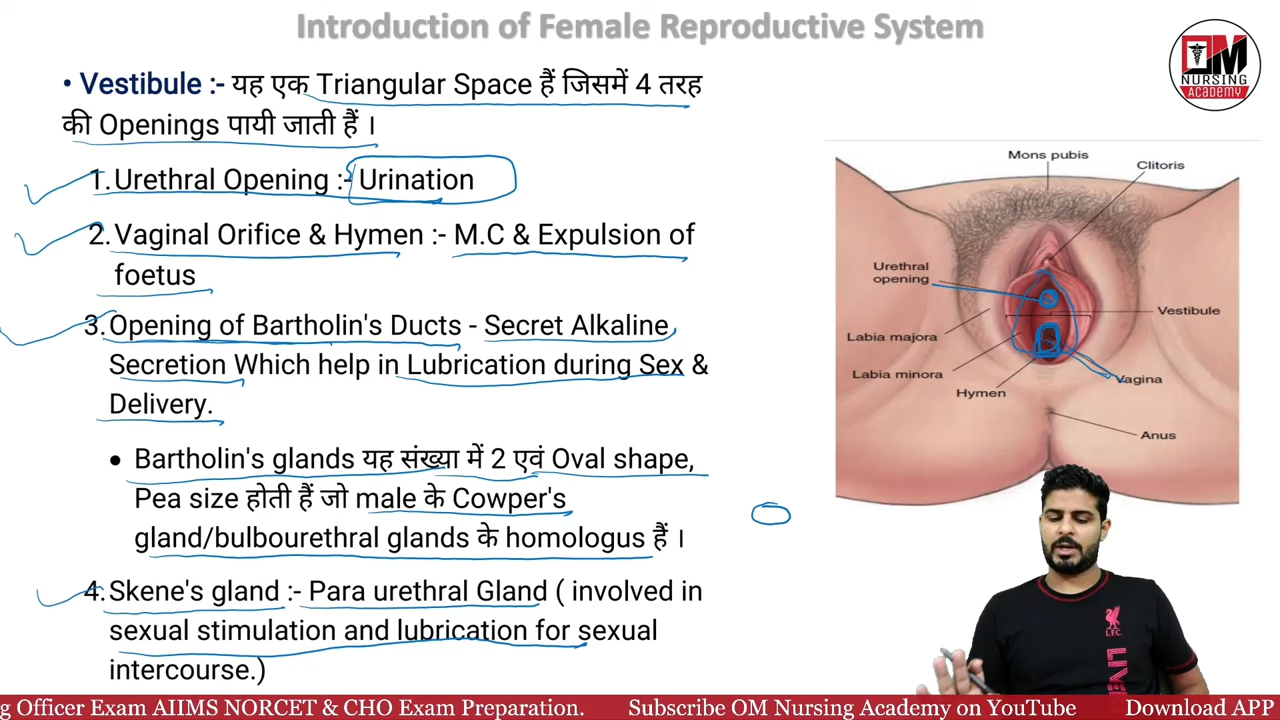 Introduction of Female Reproductive System
OM
NURSING
ACADEMY
• Vestibule :- यह एक Triangular Space हैं जिसमें 4 तरह
की Openings पायी जाती हैं ।
1. Urethral Opening :- Urination
2. Vaginal Orifice & Hymen :- M.C & Expulsion of
foetus
3. Opening of Bartholin's Ducts - Secret Alkaline
Secretion Which help in Lubrication during Sex &
Delivery.
• Bartholin's glands यह संख्या में 2 एवं Oval shape,
Pea size होती हैं जो male के Cowper's
gland/bulbourethral glands के homologus हैं ।
4. Skene's gland :- Para urethral Gland ( involved in
sexual stimulation and lubrication for sexual
intercourse.)
Mons pubis
Clitoris
Urethral
opening
Vestibule
Labia majora
Labia minora
Vagina
Hymen
Anus
L.F.C.
LIVE
g Officer Exam AIIMS NORCET & CHO Exam Preparation. Subscribe OM Nursing Academy on YouTube Download APP